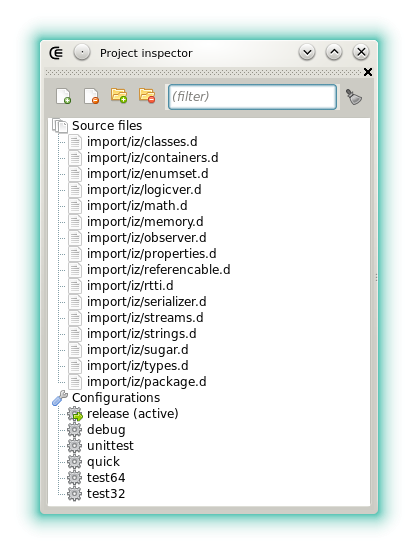 Project inspector
(filter)
Source files
import/iz/classes.d
import/iz/containers.d
import/iz/enumset.d
import/iz/logicver.d
import/iz/math.d
import/iz/memory.d
import/iz/observer.d
import/iz/properties.d
import/iz/referencable.d
import/iz/rtti.d
import/iz/serializer.d
import/iz/streams.d
import/iz/strings.d
import/iz/sugar.d
import/iz/types.d
import/iz/package.d
Configurations
release (active)
debug
unittest
quick
test64
test32